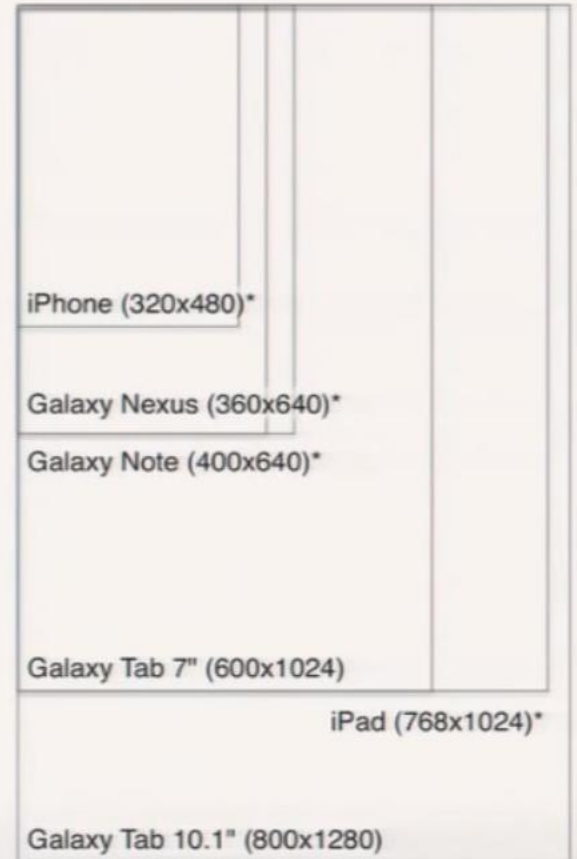 iPhone (320x480)*
Galaxy Nexus (360x640)*
Galaxy Note (400x640)*
Galaxy Tab 7" (600x1024)
iPad (768x1024)*
Galaxy Tab 10.1" (800x1280)